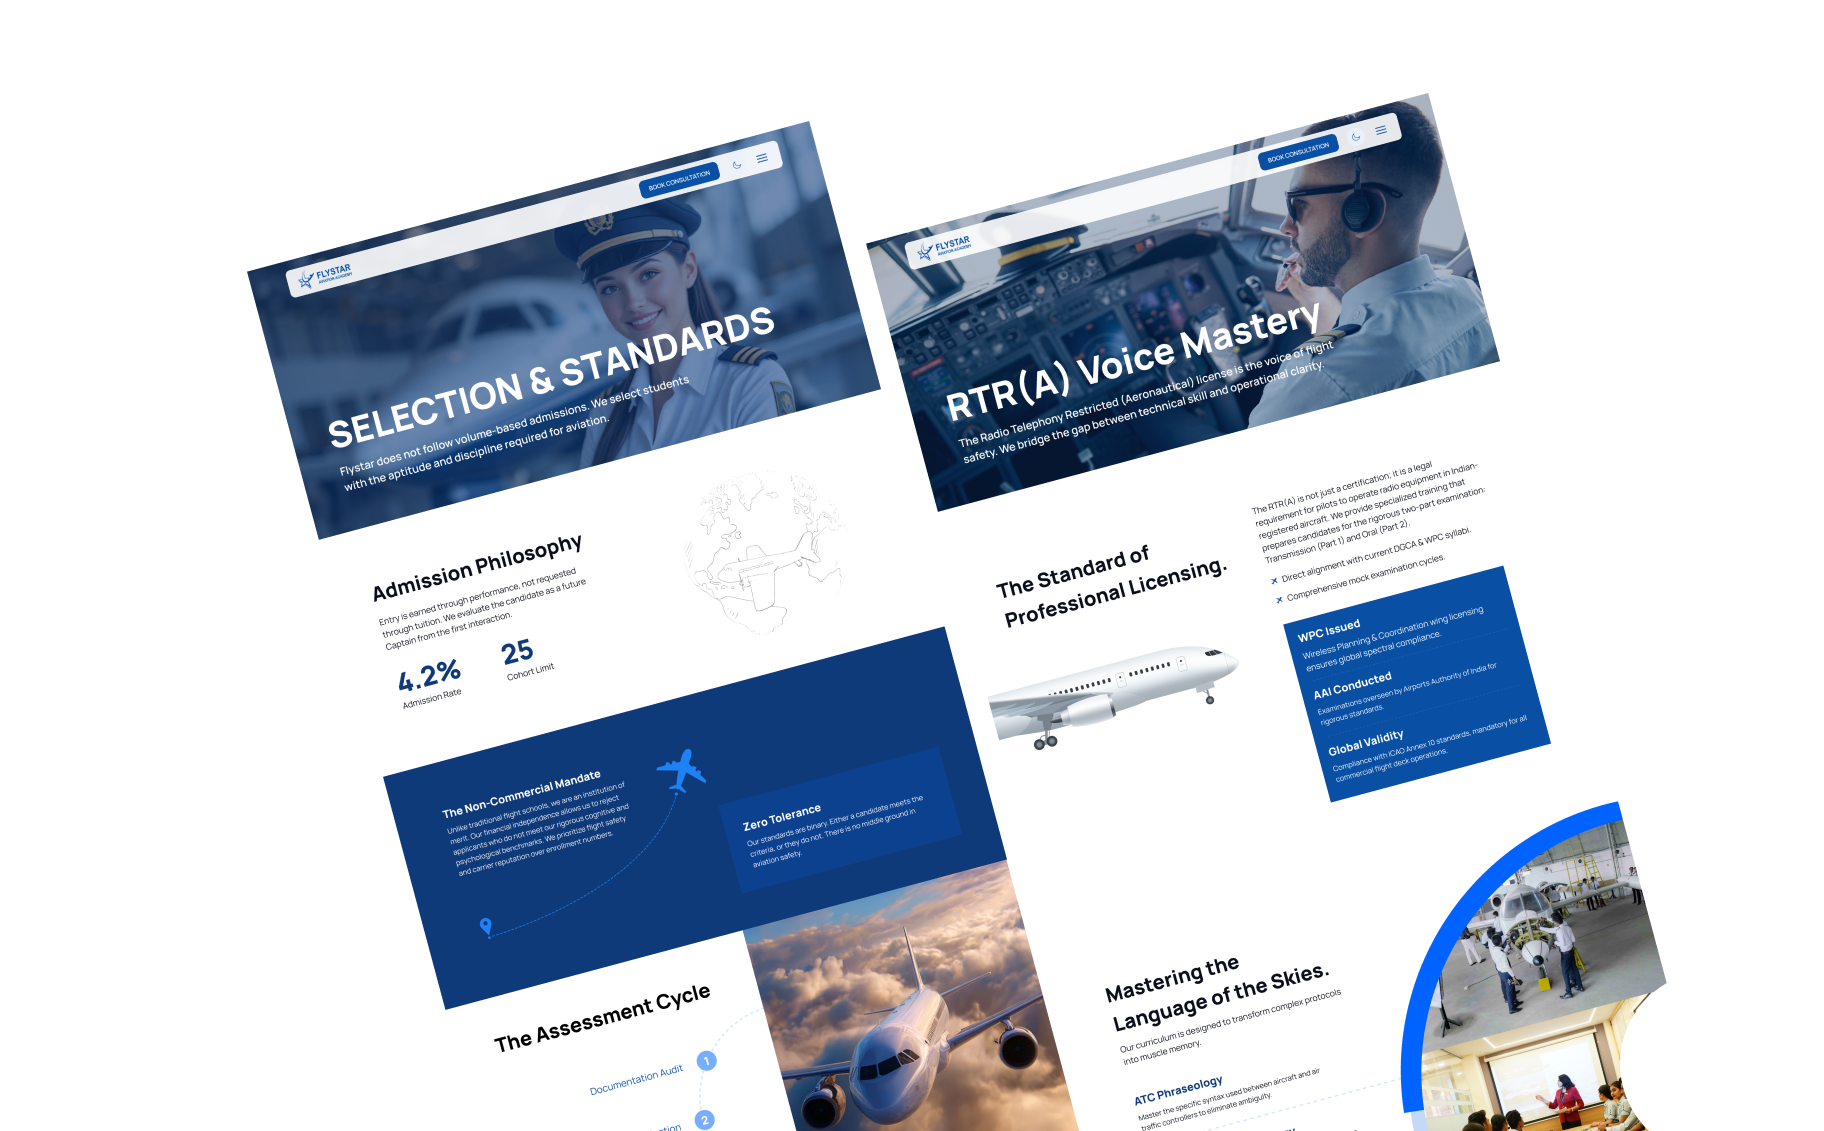 FLYSTAR
AVIATION ACADEMY
BOOK CONSULTATION
SELECTION & STANDARDS
Flystar does not follow volume-based admissions. We select students
with the aptitude and discipline required for aviation.
Admission Philosophy
Entry is earned through performance, not requested
through tuition. We evaluate the candidate as a future
Captain from the first interaction.
4.2%
Admission Rate
25
Cohort Limit
The Non-Commercial Mandate
Unlike traditional flight schools, we are an institution of
merit. Our financial independence allows us to reject
applicants who do not meet our rigorous cognitive and
psychological benchmarks. We prioritize flight safety
and carrier reputation over enrollment numbers.
Zero Tolerance
Our standards are binary. Either a candidate meets the
criteria, or they do not. There is no middle ground in
aviation safety.
The Assessment Cycle
Documentation Audit
1
2
FLYSTAR
AVIATION ACADEMY
BOOK CONSULTATION
RTR(A) Voice Mastery
The Radio Telephony Restricted (Aeronautical) license is the voice of flight
safety. We bridge the gap between technical skill and operational clarity.
The Standard of
Professional Licensing.
The RTR(A) is not just a certification; it is a legal
requirement for pilots to operate radio equipment in Indian-
registered aircraft. We provide specialized training that
prepares candidates for the rigorous two-part examination:
Transmission (Part 1) and Oral (Part 2).
Direct alignment with current DGCA & WPC syllabi.
Comprehensive mock examination cycles.
WPC Issued
Wireless Planning & Coordination wing licensing
ensures global spectral compliance.
AAI Conducted
Examinations overseen by Airports Authority of India for
rigorous standards.
Global Validity
Compliance with ICAO Annex 10 standards, mandatory for all
commercial flight deck operations.
Mastering the
Language of the Skies.
Our curriculum is designed to transform complex protocols
into muscle memory.
ATC Phraseology
Master the specific syntax used between aircraft and air
traffic controllers to eliminate ambiguity.